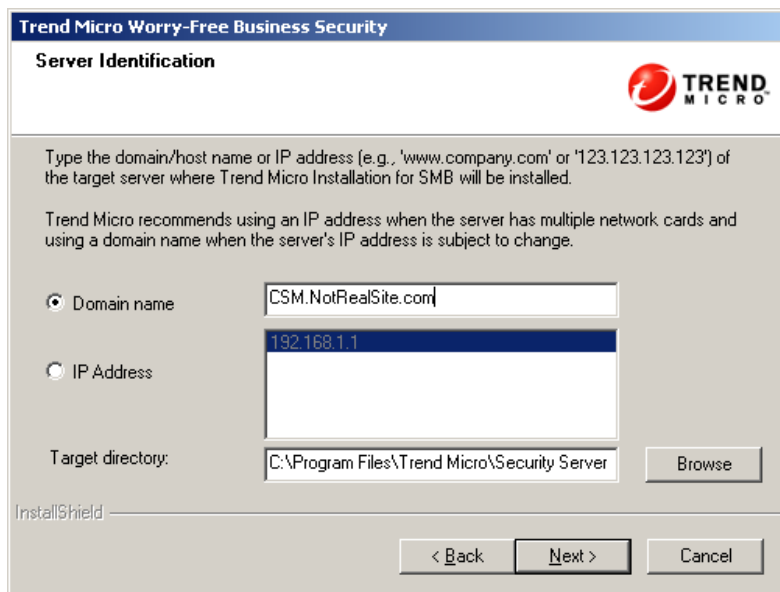 Trend Micro Worry-Free Business Security
Server Identification
TREND
MICRO
Type the domain/host name or IP address (e.g., 'www.company.com' or '123.123.123.123') of
the target server where Trend Micro Installation for SMB will be installed.
Trend Micro recommends using an IP address when the server has multiple network cards and
using a domain name when the server's IP address is subject to change.
Domain name
CSM.NotRealSite.com
192.168.1.1
IP Address
Target directory:
C:\Program Files\Trend Micro\Security Server
Browse
InstallShield
< Back
Next >
Cancel